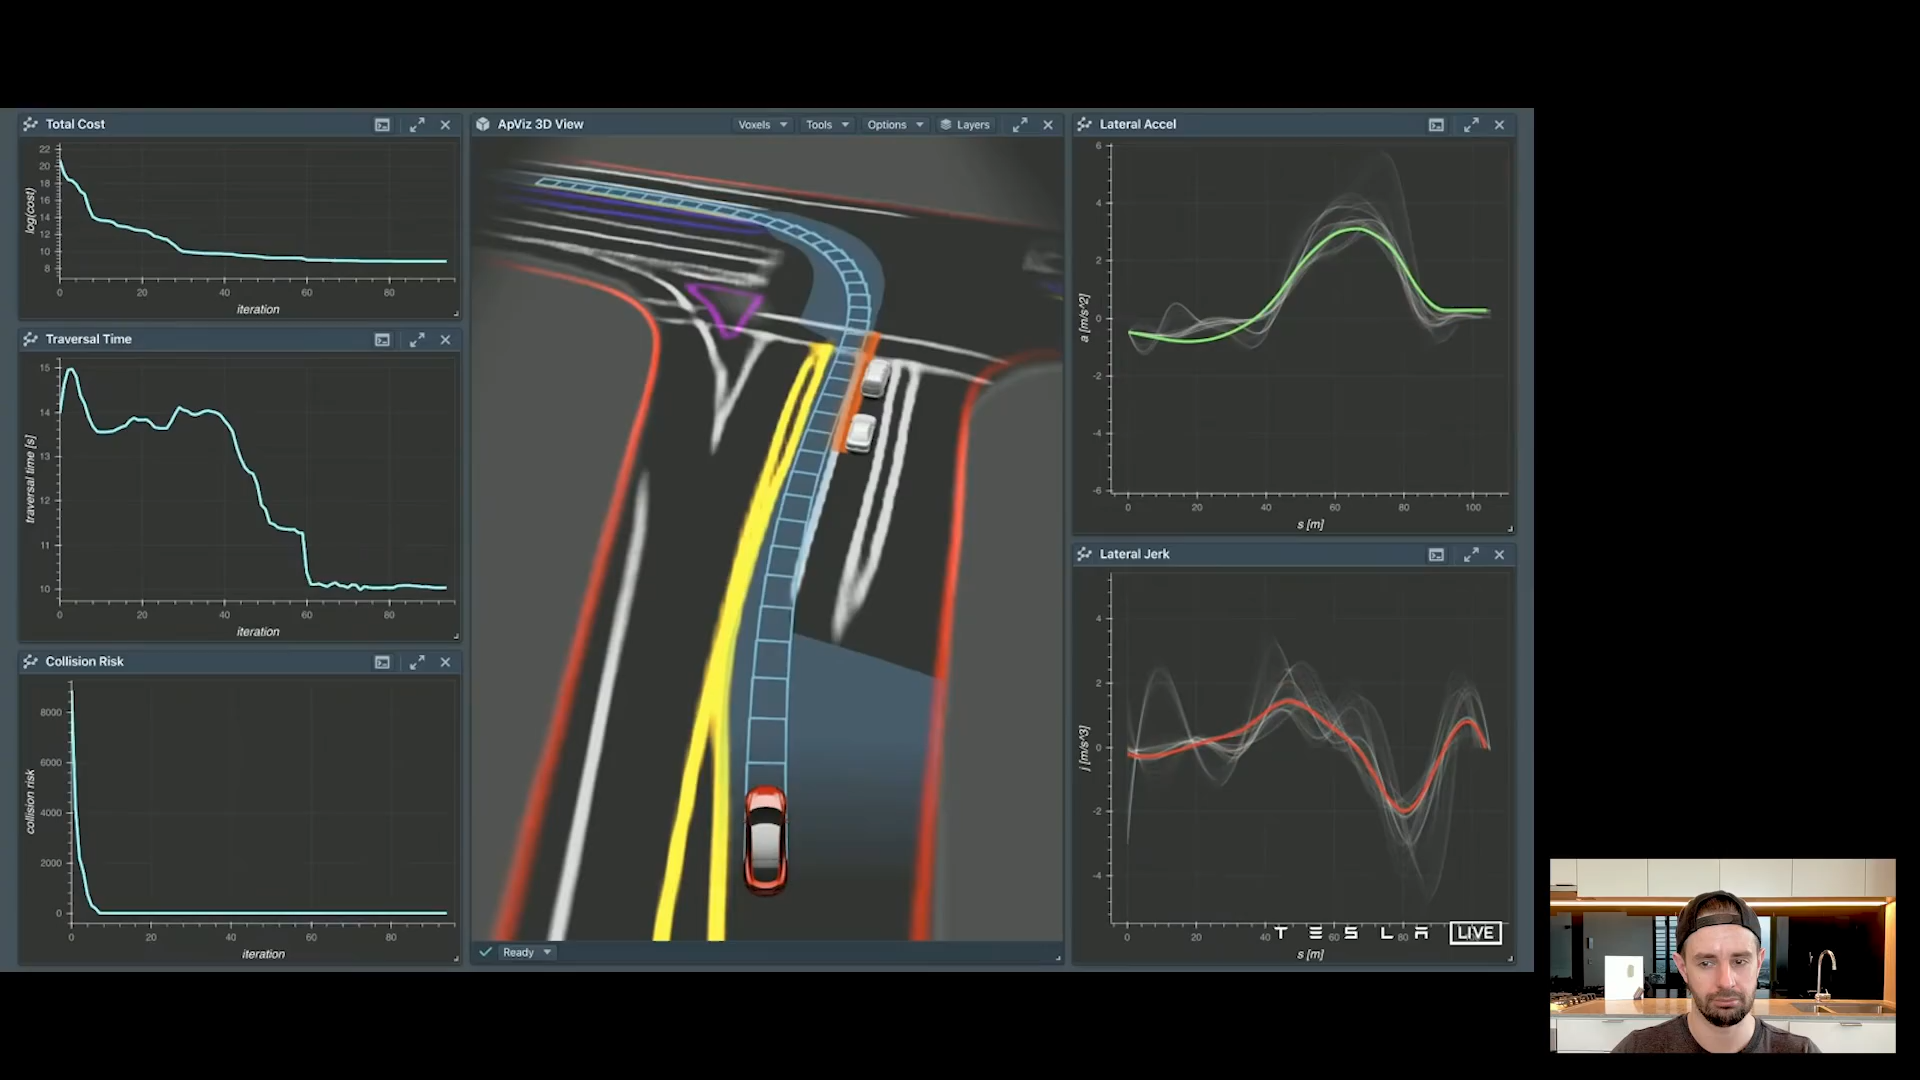 Total Cost
22
20
18
16
14
12
10
8
log(cost)
0 20 40 60 80
iteration
Traversal Time
15
14
13
12
11
10
traversal time [s]
0 20 40 60 80
iteration
Collision Risk
8000
6000
4000
2000
0
collision risk
0 20 40 60 80
iteration
ApViz 3D View Voxels Tools Options Layers
Ready
Lateral Accel
6
4
2
0
-2
-4
-6
a [m/s^2]
0 20 40 60 80 100
s [m]
Lateral Jerk
4
2
0
-2
-4
j [m/s^3]
0 20 40 60 80
s [m]
TESLA LIVE